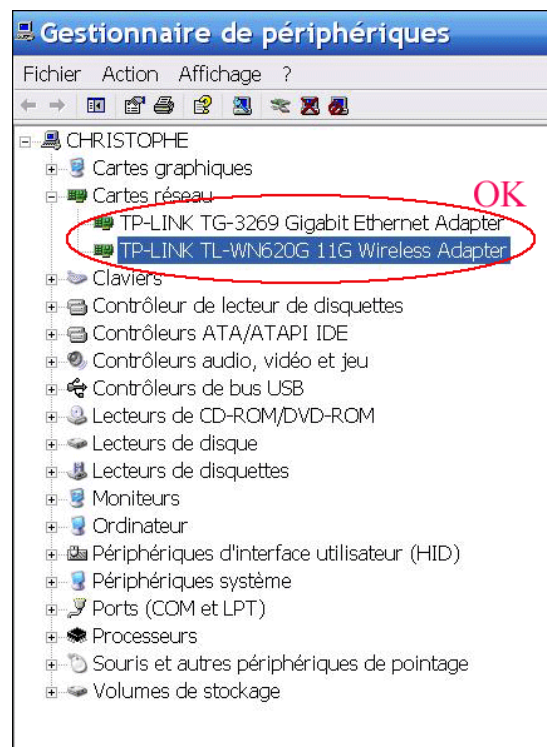 Gestionnaire de périphériques
Fichier Action Affichage ?
CHRISTOPHE
Cartes graphiques
Cartes réseau
OK
TP-LINK TG-3269 Gigabit Ethernet Adapter
TP-LINK TL-WN620G 11G Wireless Adapter
Claviers
Contrôleur de lecteur de disquettes
Contrôleurs ATA/ATAPI IDE
Contrôleurs audio, vidéo et jeu
Contrôleurs de bus USB
Lecteurs de CD-ROM/DVD-ROM
Lecteurs de disque
Lecteurs de disquettes
Moniteurs
Ordinateur
Périphériques d'interface utilisateur (HID)
Périphériques système
Ports (COM et LPT)
Processeurs
Souris et autres périphériques de pointage
Volumes de stockage